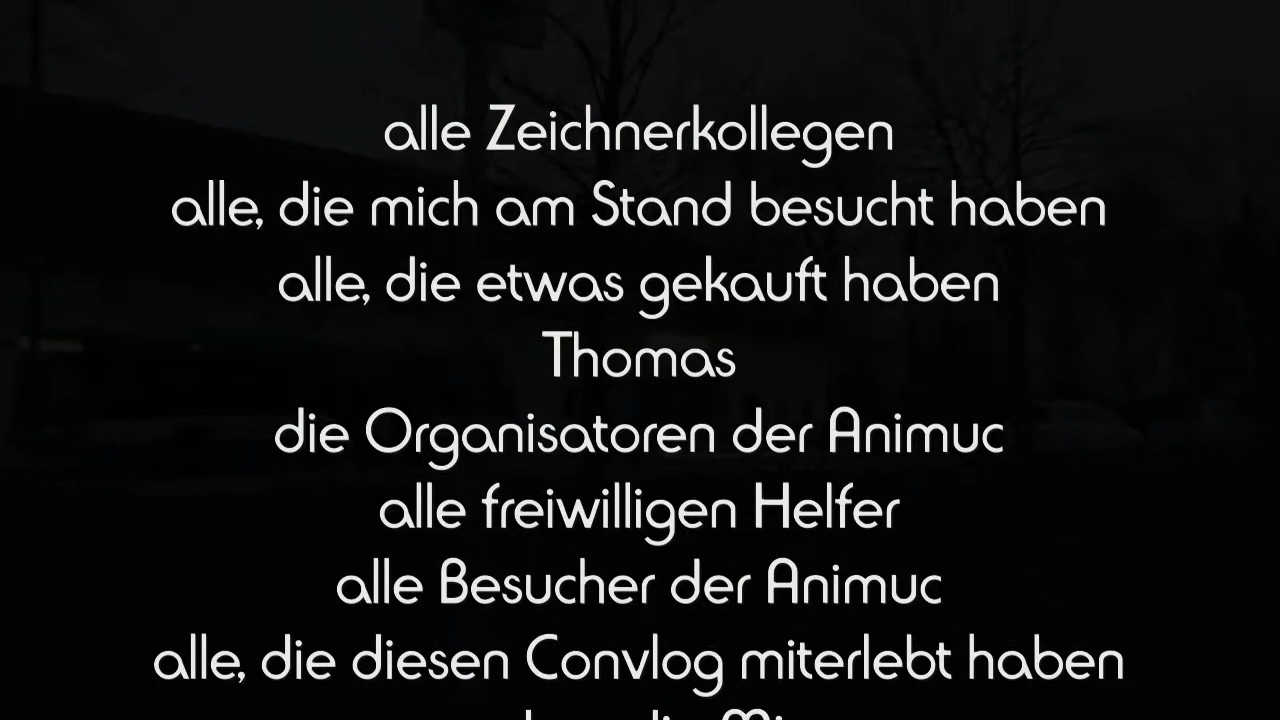 alle Zeichnerkollegen
alle, die mich am Stand besucht haben
alle, die etwas gekauft haben
Thomas
die Organisatoren der Animuc
alle freiwilligen Helfer
alle Besucher der Animuc
alle, die diesen Convlog miterlebt haben